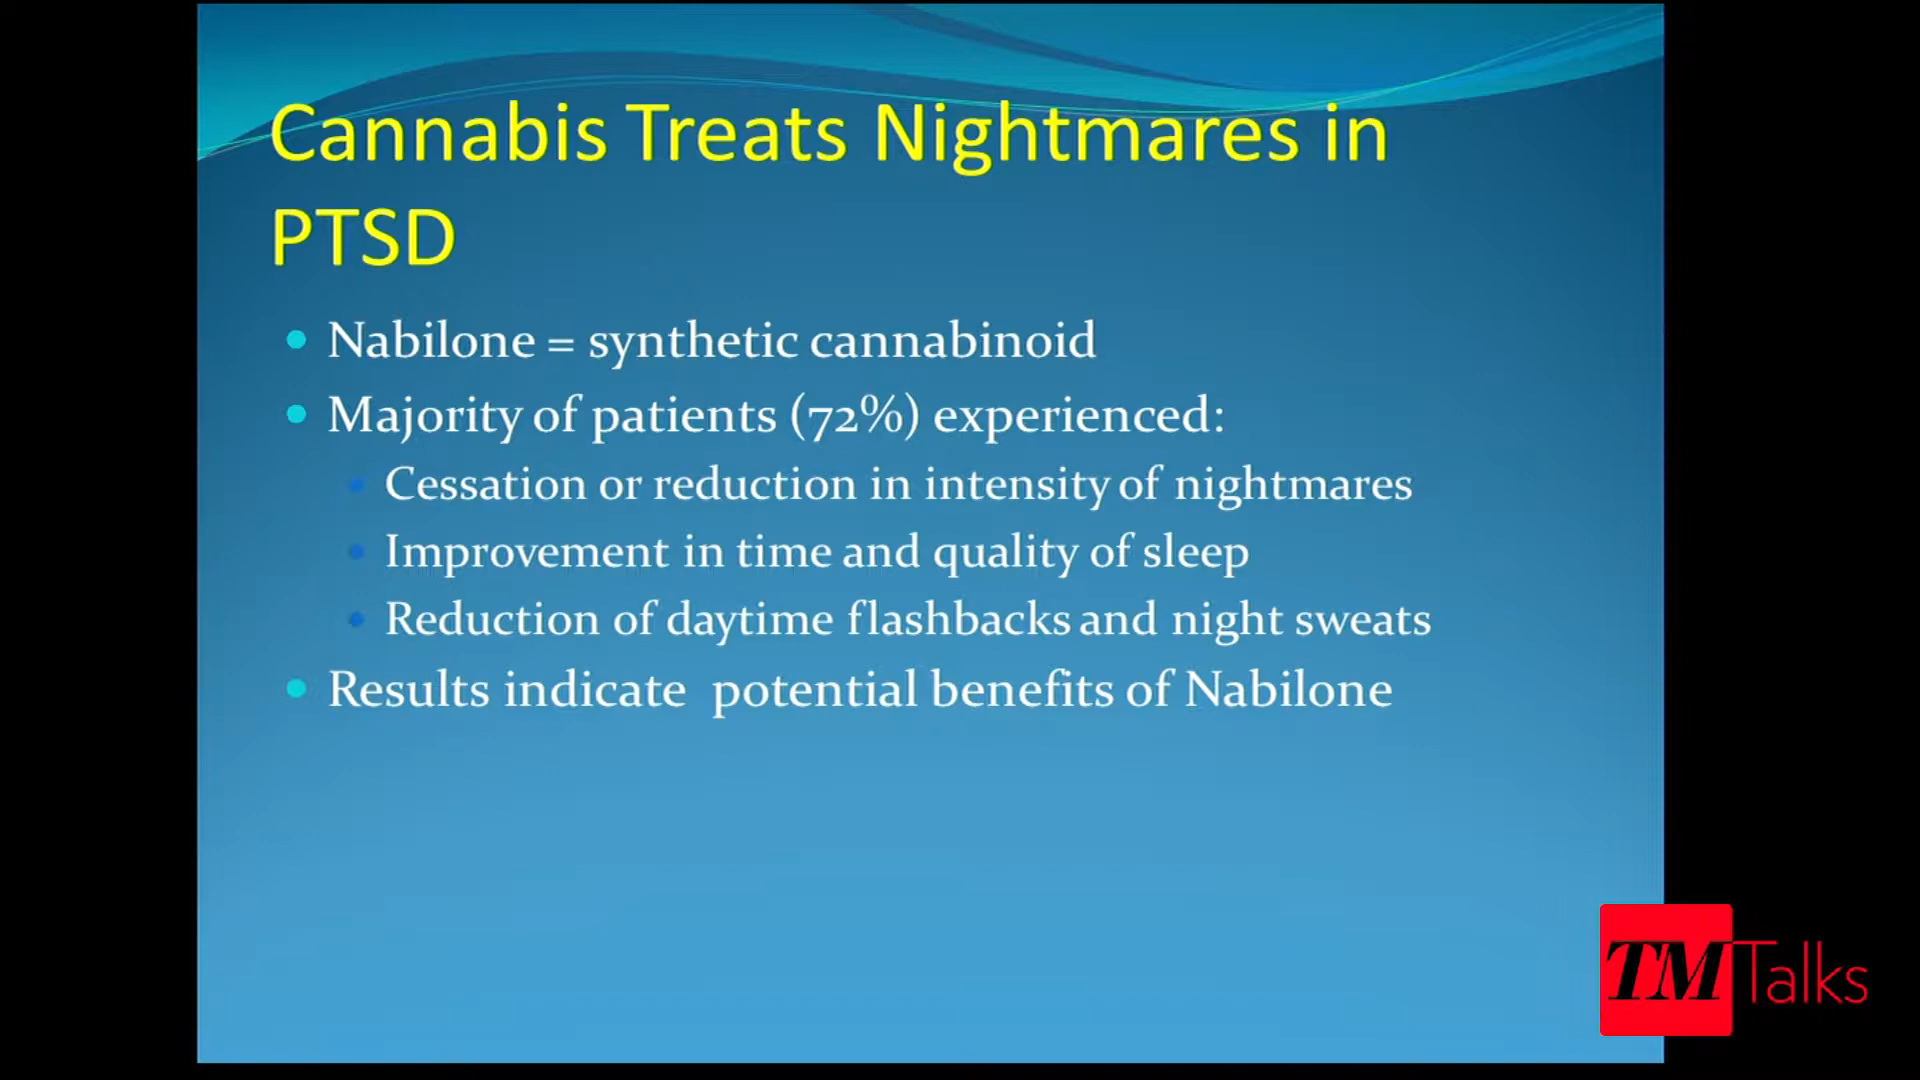 Cannabis Treats Nightmares in
PTSD
Nabilone = synthetic cannabinoid
Majority of patients (72%) experienced:
Cessation or reduction in intensity of nightmares
Improvement in time and quality of sleep
Reduction of daytime flashbacks and night sweats
Results indicate potential benefits of Nabilone
TM Talks